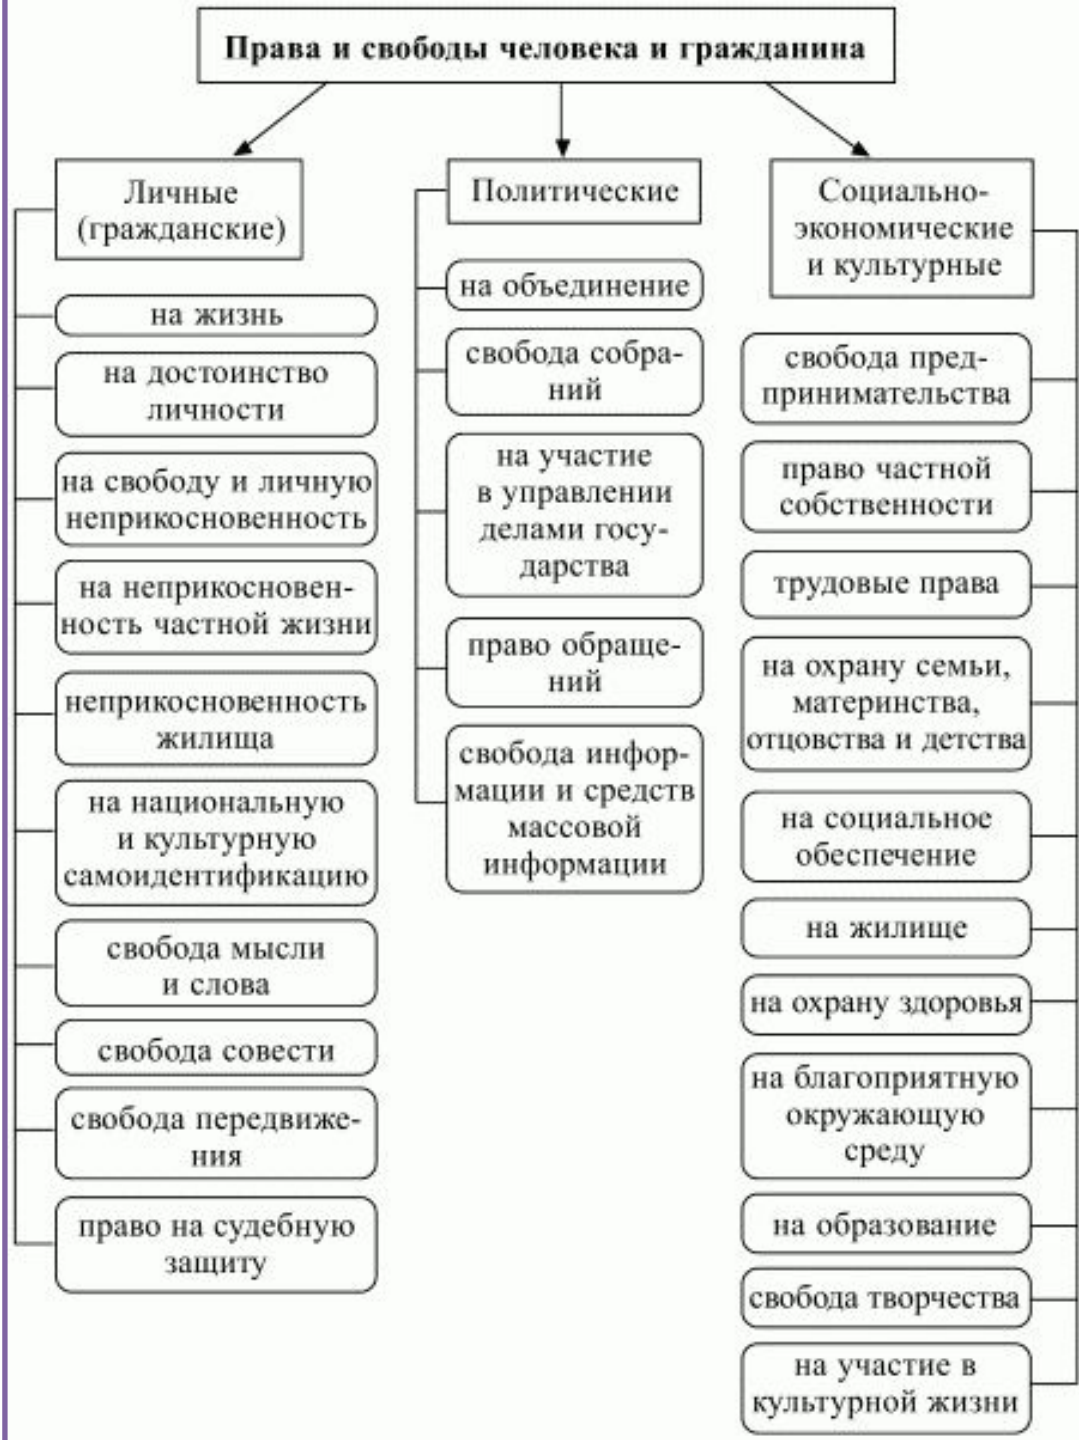 Права и свободы человека и гражданина
Личные
(гражданские)
на жизнь
на достоинство
личности
на свободу и личную
неприкосновенность
на неприкосновен-
ность частной жизни
неприкосновенность
жилища
на национальную
и культурную
самоидентификацию
свобода мысли
и слова
свобода совести
свобода передвиже-
ния
право на судебную
защиту
Политические
на объединение
свобода собра-
ний
на участие
в управлении
делами госу-
дарства
право обраще-
ний
свобода инфор-
мации и средств
массовой
информации
Социально-
экономические
и культурные
свобода пред-
принимательства
право частной
собственности
трудовые права
на охрану семьи,
материнства,
отцовства и детства
на социальное
обеспечение
на жилище
на охрану здоровья
на благоприятную
окружающую
среду
на образование
свобода творчества
на участие в
культурной жизни